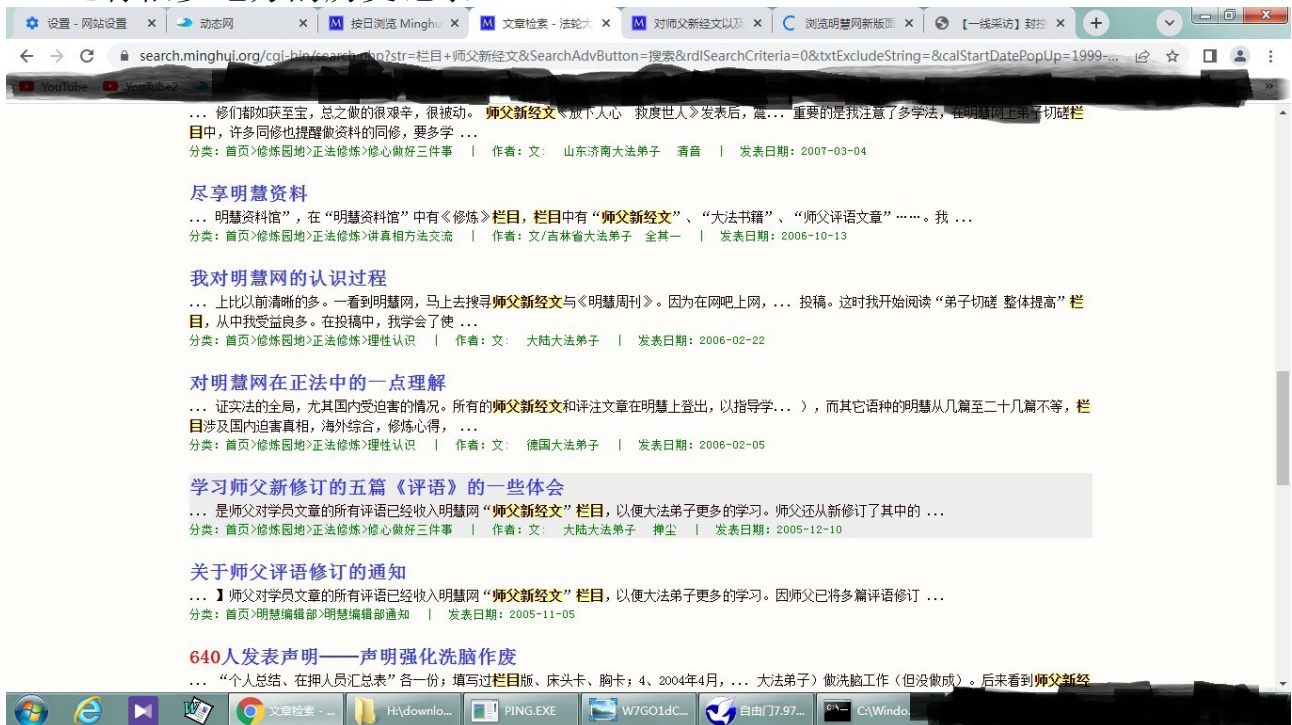 设置 - 网站设置
动态网
按日浏览 Minghu
文章检索 - 法轮大
对师父新经文以及
浏览明慧网新版面
【一线采访】封控
search.minghui.org/cgi-bin/search.php?str=栏目+师父新经文&SearchAdvButton=搜索&rdlSearchCriteria=0&txtExcludeString=&calStartDatePopUp=1999-...
YouTube YouTube2
... 修们都如获至宝，总之做的很艰辛，很被动。 师父新经文《放下人心 救度世人》发表后，震... 重要的是我注意了多学法，在明慧网上弟子切磋栏
目中，许多同修也提醒做资料的同修，要多学 ...
分类: 首页>修炼园地>正法修炼>修心做好三件事 | 作者: 文: 山东济南大法弟子 清音 | 发表日期: 2007-03-04
尽享明慧资料
... 明慧资料馆”，在“明慧资料馆”中有《修炼》栏目，栏目中有“师父新经文”、“大法书籍”、“师父评语文章”……。我 ...
分类: 首页>修炼园地>正法修炼>讲真相方法交流 | 作者: 文/吉林省大法弟子 全其一 | 发表日期: 2006-10-13
我对明慧网的认识过程
... 上比以前清晰的多。一看到明慧网，马上去搜寻师父新经文与《明慧周刊》。因为在网吧上网，... 投稿。这时我开始阅读“弟子切磋 整体提高”栏
目，从中我受益良多。在投稿中，我学会了使 ...
分类: 首页>修炼园地>正法修炼>理性认识 | 作者: 文: 大陆大法弟子 | 发表日期: 2006-02-22
对明慧网在正法中的一点理解
... 证实法的全局，尤其国内受迫害的情况。所有的师父新经文和评注文章在明慧上登出，以指导学... ），而其它语种的明慧从几篇至二十几篇不等，栏
目涉及国内迫害真相，海外综合，修炼心得， ...
分类: 首页>修炼园地>正法修炼>理性认识 | 作者: 文: 德国大法弟子 | 发表日期: 2006-02-05
学习师父新修订的五篇《评语》的一些体会
... 是师父对学员文章的所有评语已经收入明慧网“师父新经文”栏目，以便大法弟子更多的学习。师父还从新修订了其中的 ...
分类: 首页>修炼园地>正法修炼>修心做好三件事 | 作者: 文: 大陆大法弟子 掸尘 | 发表日期: 2005-12-10
关于师父评语修订的通知
... 】师父对学员文章的所有评语已经收入明慧网“师父新经文”栏目，以便大法弟子更多的学习。因师父已将多篇评语修订 ...
分类: 首页>明慧编辑部>明慧编辑部通知 | 发表日期: 2005-11-05
640人发表声明——声明强化洗脑作废
... “个人总结、在押人员汇总表”各一份；填写过栏目版、床头卡、胸卡；4、2004年4月，... 大法弟子）做洗脑工作（但没做成）。后来看到师父新经
文章检索 - ...
H:\downlo...
PING.EXE
W7GO1dC...
自由门7.97...
C:\Windo